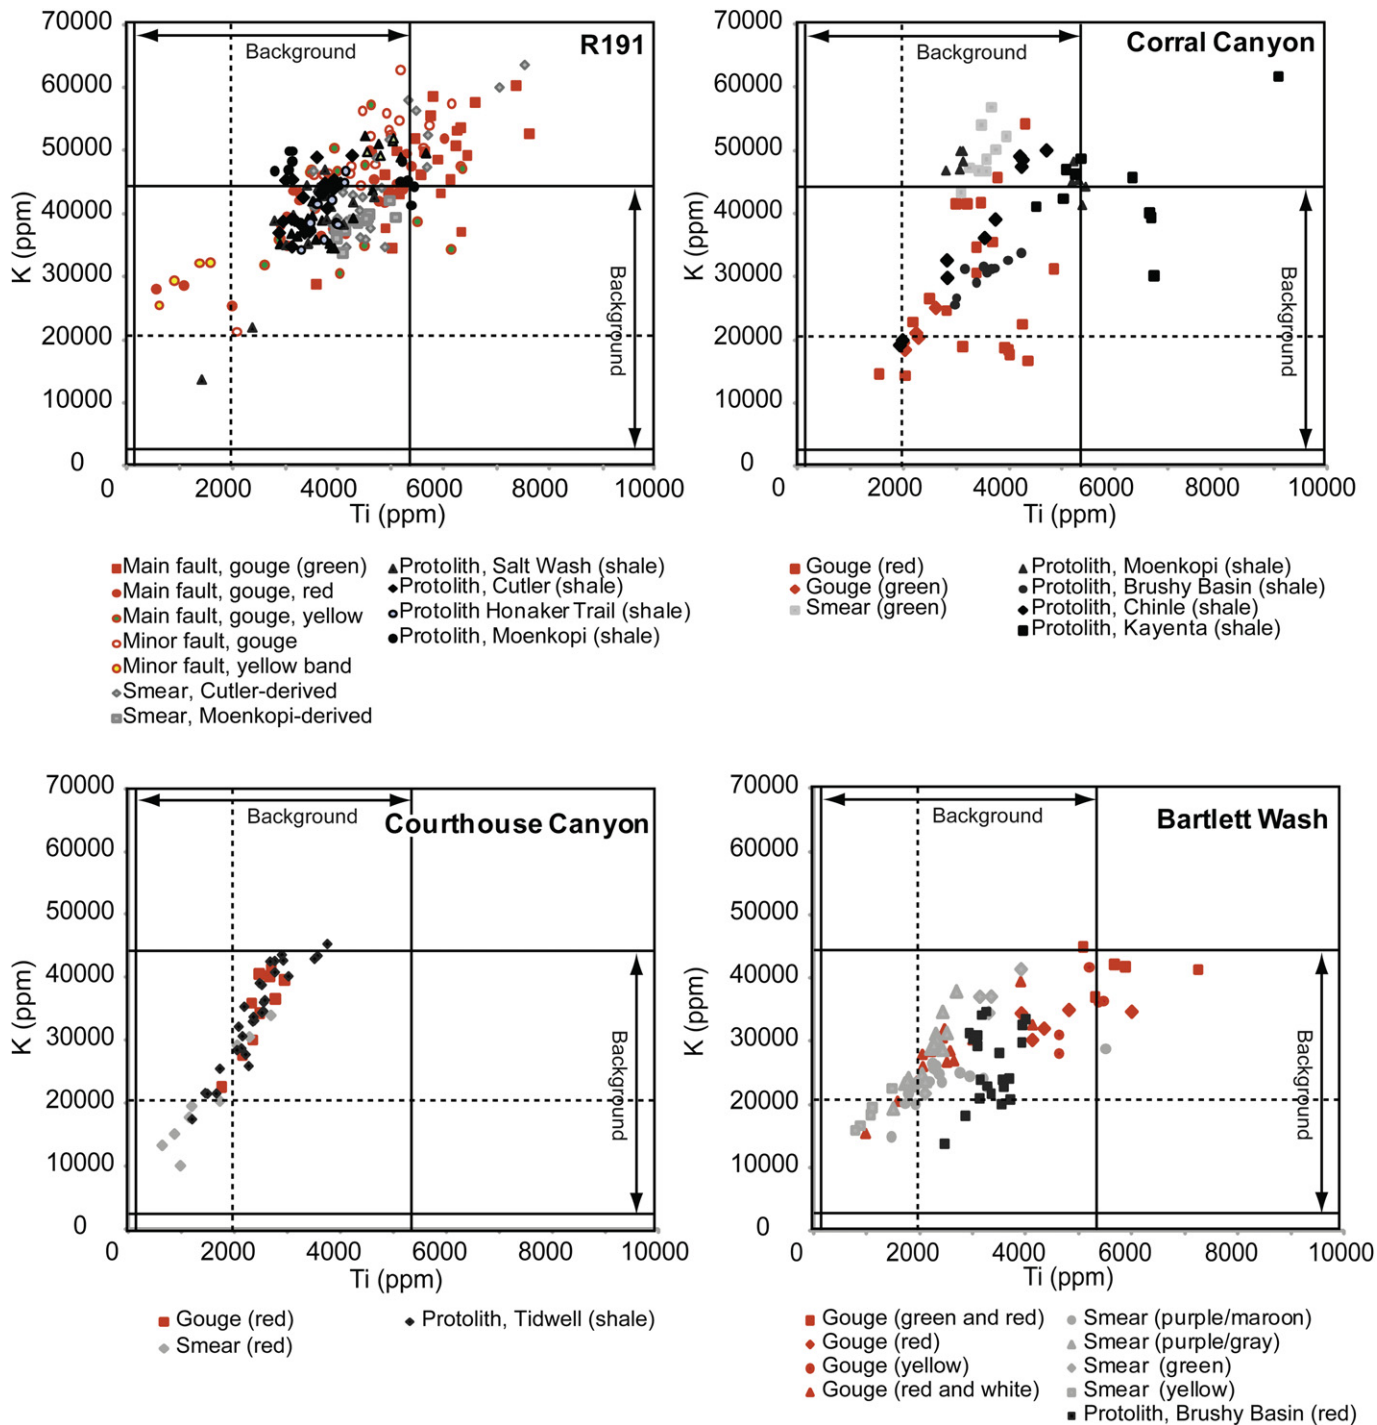 R191
Background
Background
70000
60000
50000
40000
30000
20000
10000
0
K (ppm)
0 2000 4000 6000 8000 10000
Ti (ppm)
Main fault, gouge (green)
Main fault, gouge, red
Main fault, gouge, yellow
Minor fault, gouge
Minor fault, yellow band
Smear, Cutler-derived
Smear, Moenkopi-derived
Protolith, Salt Wash (shale)
Protolith, Cutler (shale)
Protolith Honaker Trail (shale)
Protolith, Moenkopi (shale)
Corral Canyon
Background
Background
70000
60000
50000
40000
30000
20000
10000
0
K (ppm)
0 2000 4000 6000 8000 10000
Ti (ppm)
Gouge (red)
Gouge (green)
Smear (green)
Protolith, Moenkopi (shale)
Protolith, Brushy Basin (shale)
Protolith, Chinle (shale)
Protolith, Kayenta (shale)
Courthouse Canyon
Background
Background
70000
60000
50000
40000
30000
20000
10000
0
K (ppm)
0 2000 4000 6000 8000 10000
Ti (ppm)
Gouge (red)
Smear (red)
Protolith, Tidwell (shale)
Bartlett Wash
Background
Background
70000
60000
50000
40000
30000
20000
10000
0
K (ppm)
0 2000 4000 6000 8000 10000
Ti (ppm)
Gouge (green and red)
Gouge (red)
Gouge (yellow)
Gouge (red and white)
Smear (purple/maroon)
Smear (purple/gray)
Smear (green)
Smear (yellow)
Protolith, Brushy Basin (red)